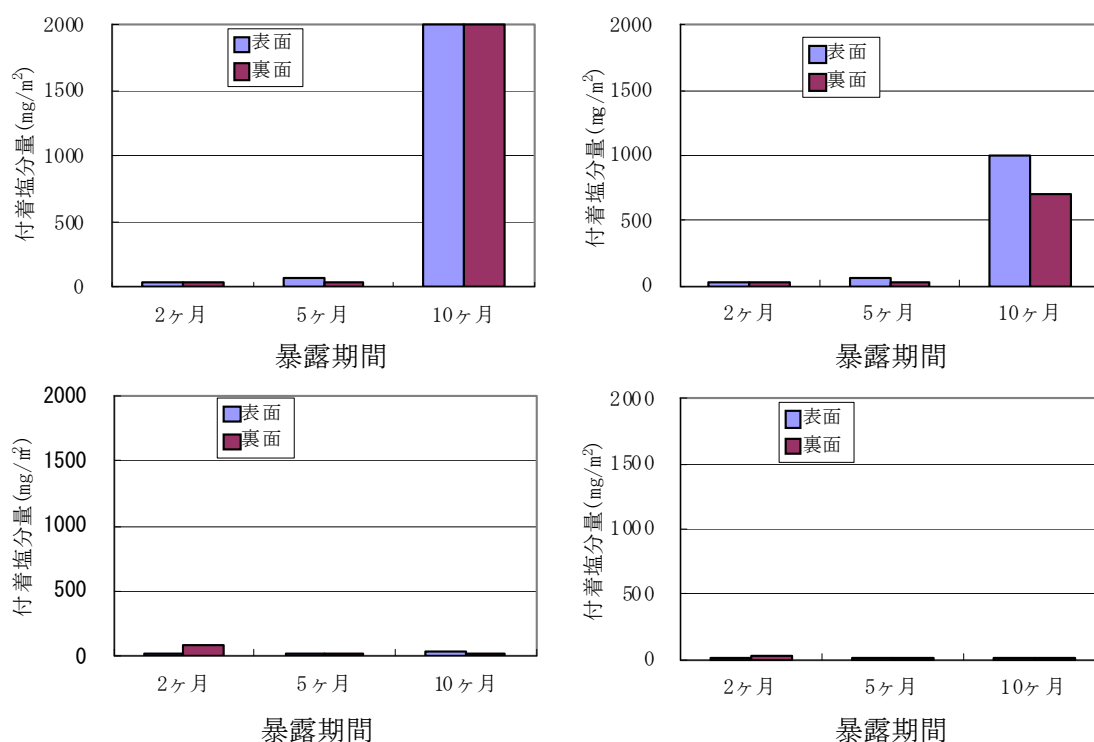 付着塩分量(mg/m²)
2000
1500
1000
500
0
表面
裏面
2ヶ月 5ヶ月 10ヶ月
暴露期間
付着塩分量(mg/m²)
2000
1500
1000
500
0
表面
裏面
2ヶ月 5ヶ月 10ヶ月
暴露期間
付着塩分量(mg/㎡)
2000
1500
1000
500
0
表面
裏面
2ヶ月 5ヶ月 10ヶ月
暴露期間
付着塩分量(mg/m²)
2000
1500
1000
500
0
表面
裏面
2ヶ月 5ヶ月 10ヶ月
暴露期間